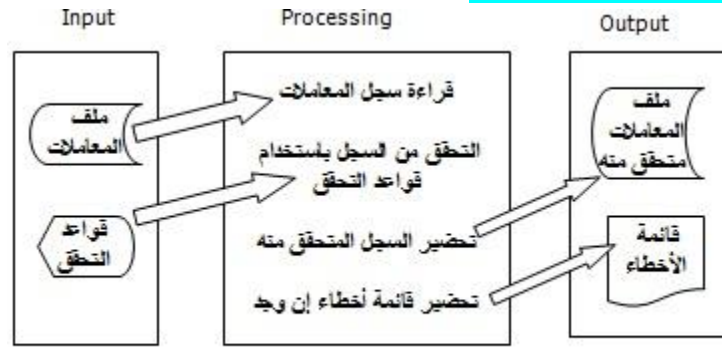 Input
Processing
Output
ملف
المعاملات
قواعد
التحقق
قراءة سجل المعاملات
التحقق من السجل باستخدام
قواعد التحقق
تحضير السجل المتحقق منه
تحضير قائمة أخطاء إن وجد
ملف
المعاملات
متحقق منه
قائمة
الأخطاء